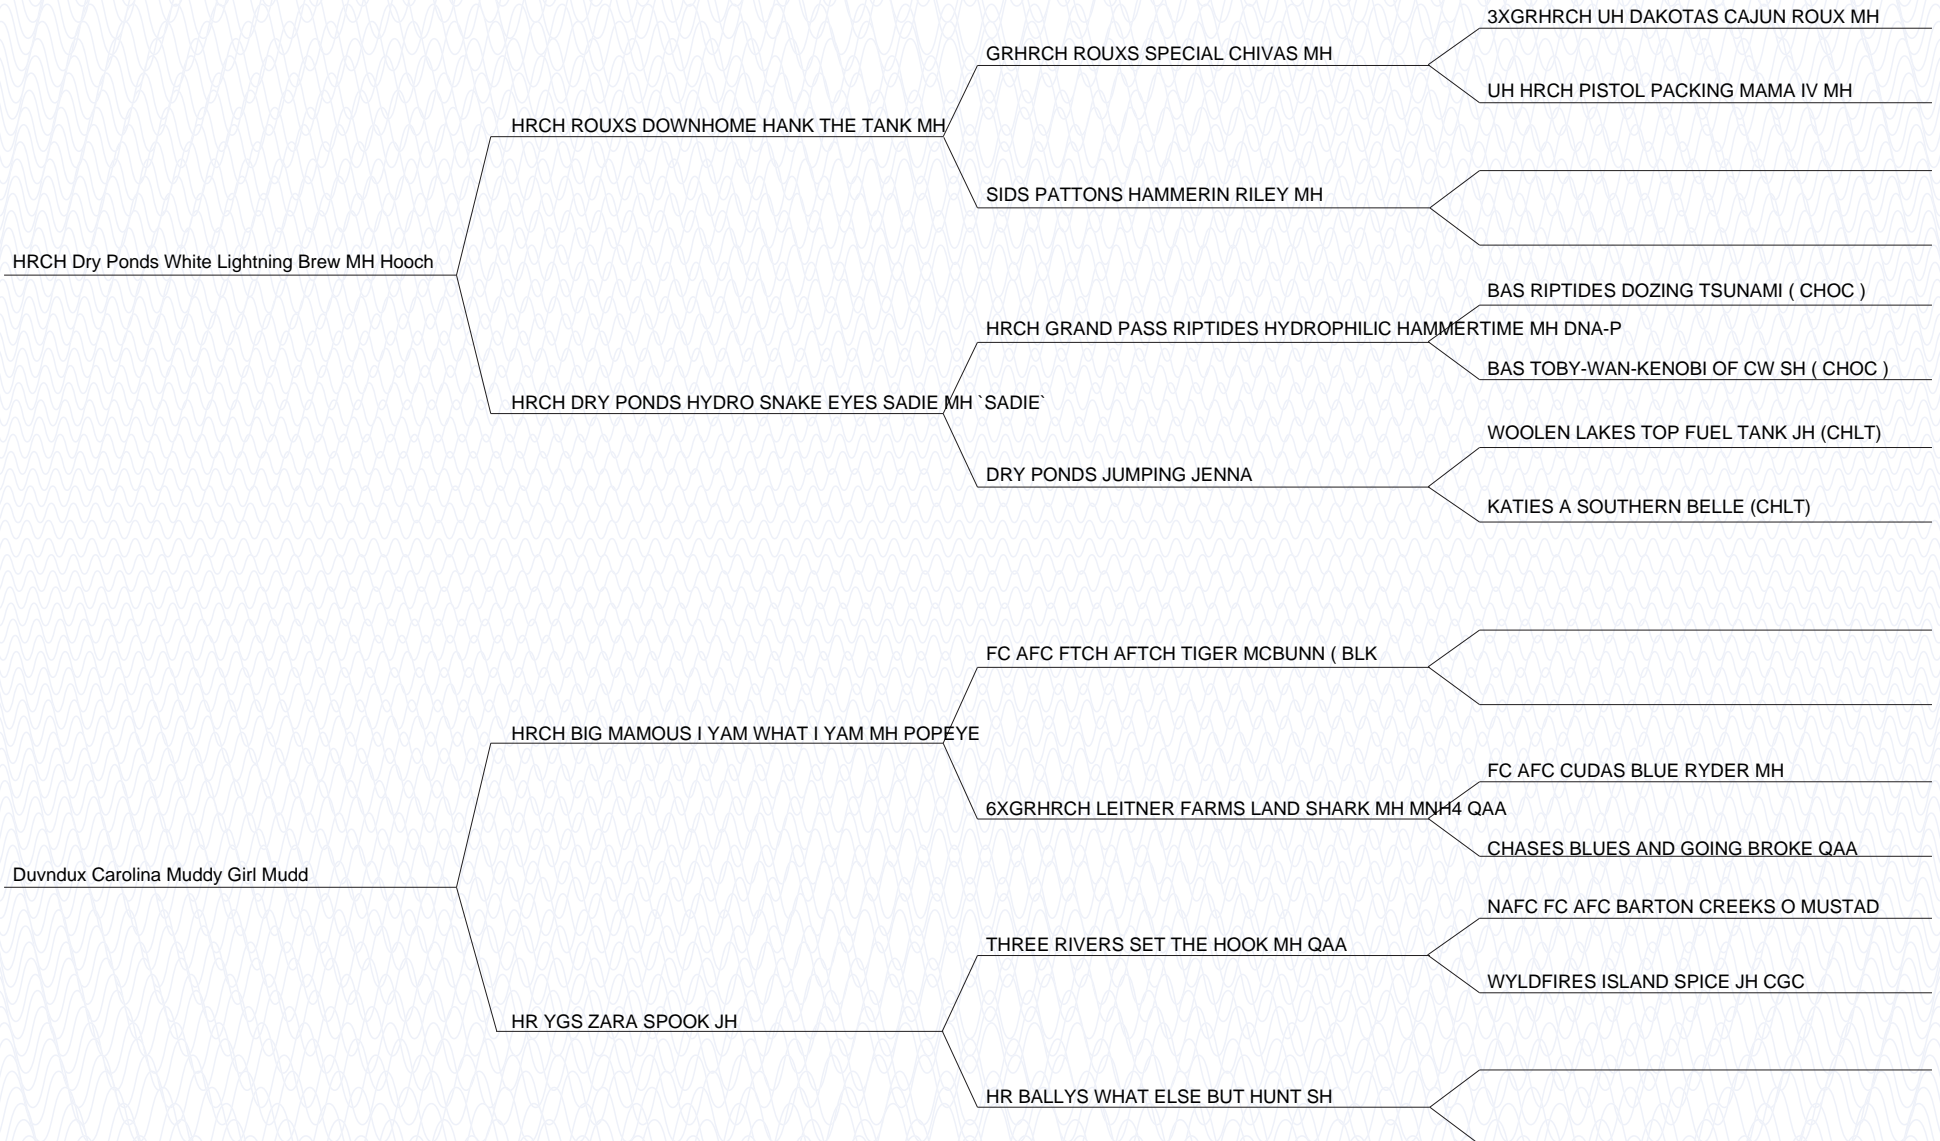 3XGRHRCH UH DAKOTAS CAJUN ROUX MH
GRHRCH ROUXS SPECIAL CHIVAS MH
UH HRCH PISTOL PACKING MAMA IV MH
HRCH ROUXS DOWNHOME HANK THE TANK MH
SIDS PATTONS HAMMERIN RILEY MH
HRCH Dry Ponds White Lightning Brew MH Hooch
BAS RIPTIDES DOZING TSUNAMI ( CHOC )
HRCH GRAND PASS RIPTIDES HYDROPHILIC HAMMERTIME MH DNA-P
BAS TOBY-WAN-KENOBI OF CW SH ( CHOC )
HRCH DRY PONDS HYDRO SNAKE EYES SADIE MH `SADIE`
WOOLEN LAKES TOP FUEL TANK JH (CHLT)
DRY PONDS JUMPING JENNA
KATIES A SOUTHERN BELLE (CHLT)
FC AFC FTCH AFTCH TIGER MCBUNN ( BLK
HRCH BIG MAMOUS I YAM WHAT I YAM MH POPEYE
FC AFC CUDAS BLUE RYDER MH
6XGRHRCH LEITNER FARMS LAND SHARK MH MNH4 QAA
CHASES BLUES AND GOING BROKE QAA
Duvndux Carolina Muddy Girl Mudd
NAFC FC AFC BARTON CREEKS O MUSTAD
THREE RIVERS SET THE HOOK MH QAA
WYLDFIRES ISLAND SPICE JH CGC
HR YGS ZARA SPOOK JH
HR BALLYS WHAT ELSE BUT HUNT SH